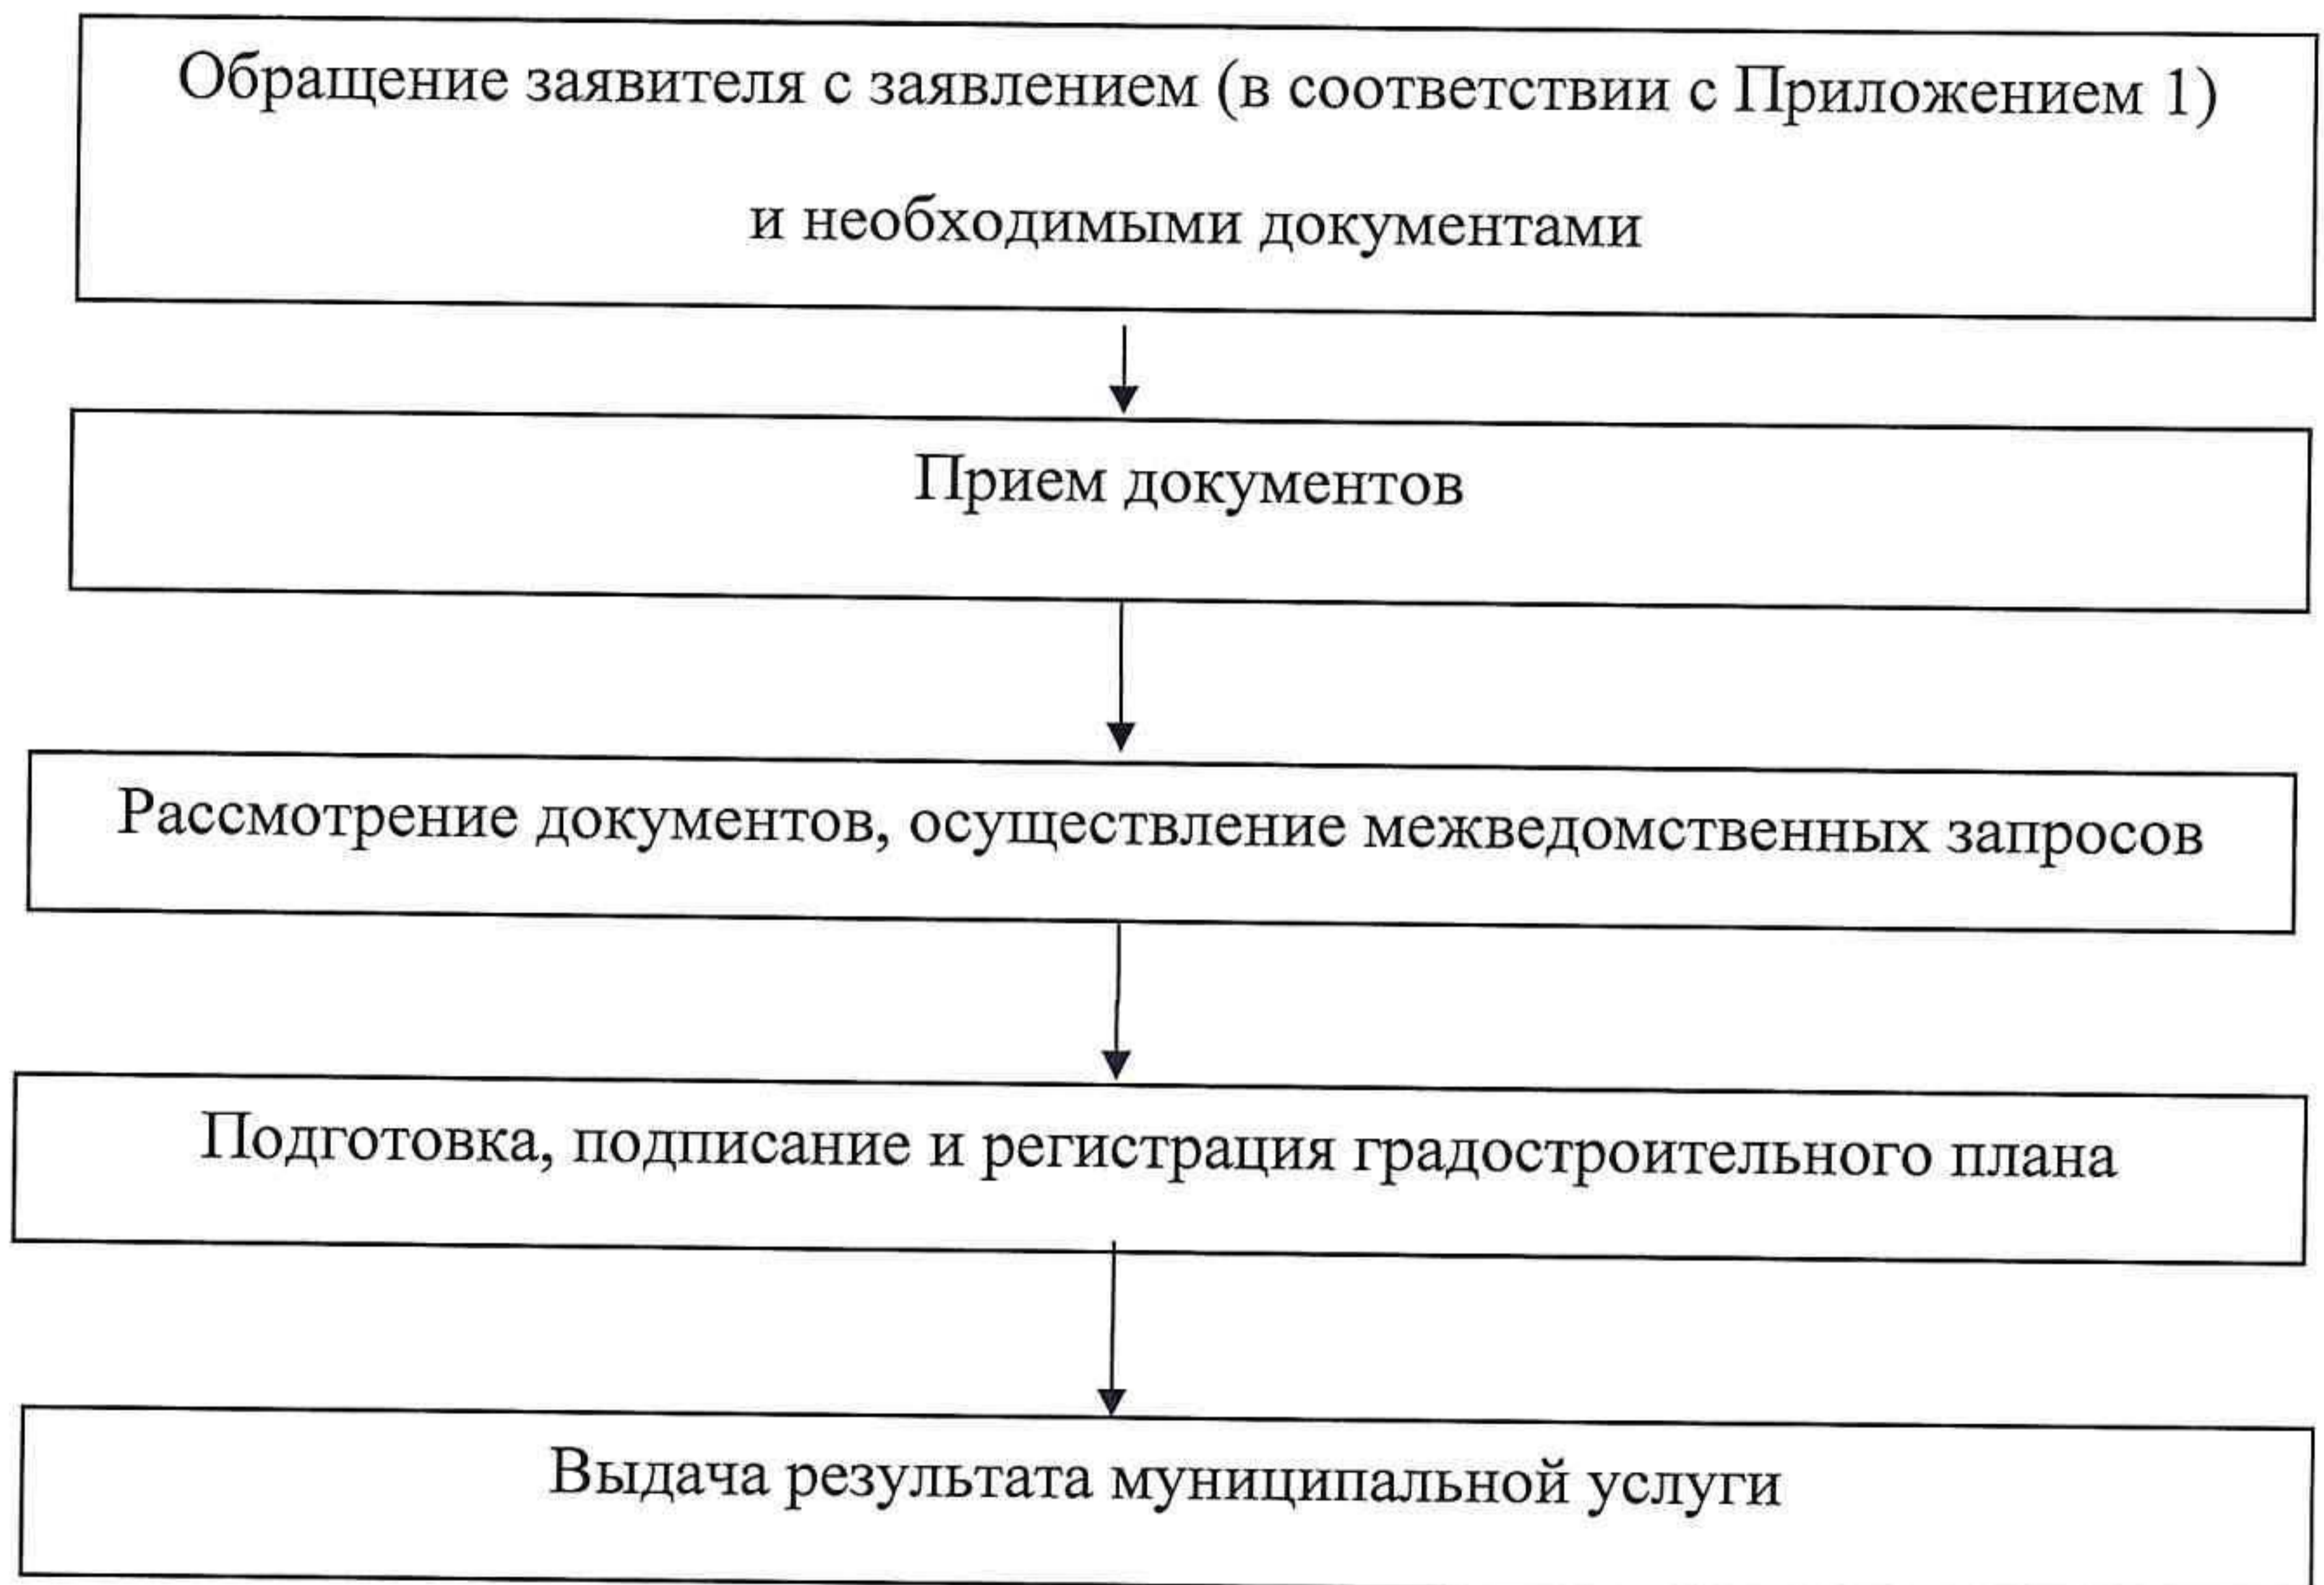 Обращение заявителя с заявлением (в соответствии с Приложением 1)
и необходимыми документами
Прием документов
Рассмотрение документов, осуществление межведомственных запросов
Подготовка, подписание и регистрация градостроительного плана
Выдача результата муниципальной услуги